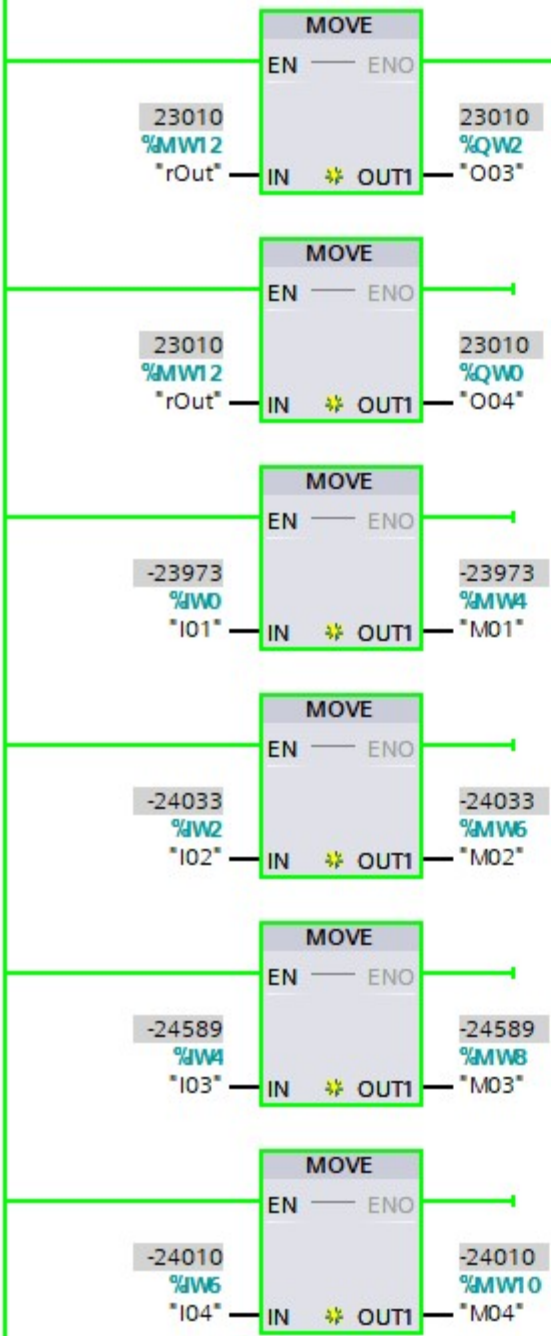 MOVE
EN ENO
23010 23010
%MW12 %QW2
"rOut" IN OUT1 "O03"
MOVE
EN ENO
23010 23010
%MW12 %QW0
"rOut" IN OUT1 "O04"
MOVE
EN ENO
-23973 -23973
%IW0 %MW4
"I01" IN OUT1 "M01"
MOVE
EN ENO
-24033 -24033
%IW2 %MW6
"I02" IN OUT1 "M02"
MOVE
EN ENO
-24589 -24589
%IW4 %MW8
"I03" IN OUT1 "M03"
MOVE
EN ENO
-24010 -24010
%IW6 %MW10
"I04" IN OUT1 "M04"